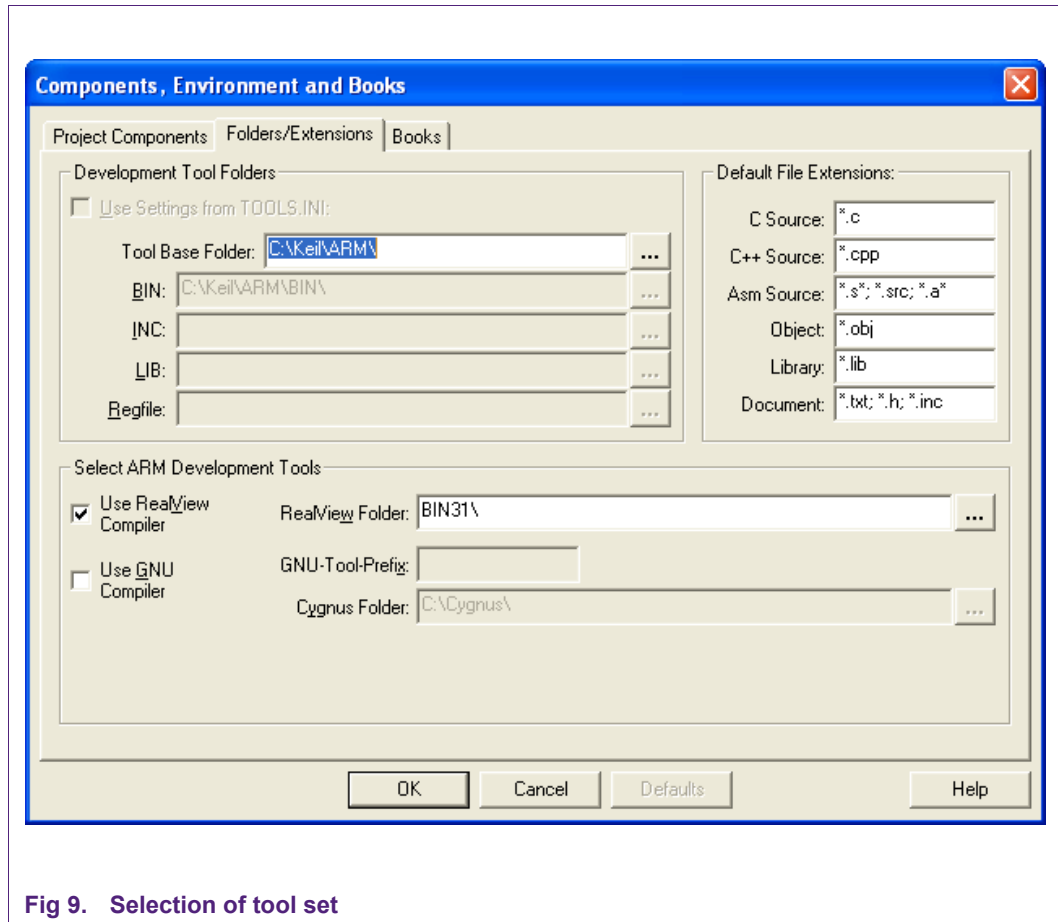 Components, Environment and Books
Project Components Folders/Extensions Books
Development Tool Folders
Use Settings from TOOLS.INI:
Tool Base Folder: C:\Keil\ARM\ ...
BIN: C:\Keil\ARM\BIN\ ...
INC: ...
LIB: ...
Regfile: ...
Default File Extensions:
C Source: *.c
C++ Source: *.cpp
Asm Source: *.s*; *.src; *.a*
Object: *.obj
Library: *.lib
Document: *.txt; *.h; *.inc
Select ARM Development Tools
Use RealView
Compiler
RealView Folder: BIN31\ ...
Use GNU
Compiler
GNU-Tool-Prefix:
Cygnus Folder: C:\Cygnus\ ...
OK Cancel Defaults Help
Fig 9. Selection of tool set